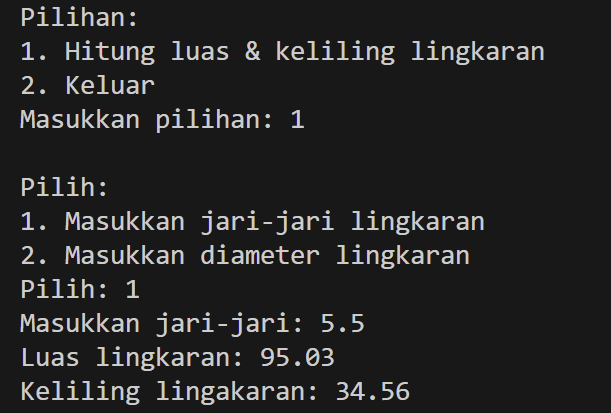 Pilihan:
1. Hitung luas & keliling lingkaran
2. Keluar
Masukkan pilihan: 1
Pilih:
1. Masukkan jari-jari lingkaran
2. Masukkan diameter lingkaran
Pilih: 1
Masukkan jari-jari: 5.5
Luas lingkaran: 95.03
Keliling lingakaran: 34.56